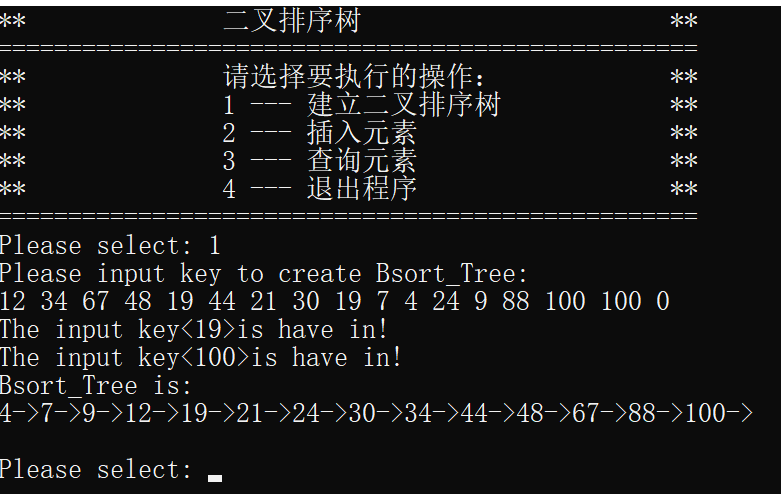 ** 二叉排序树 **
==================================================
** 请选择要执行的操作： **
** 1 --- 建立二叉排序树 **
** 2 --- 插入元素 **
** 3 --- 查询元素 **
** 4 --- 退出程序 **
==================================================
Please select: 1
Please input key to create Bsort_Tree:
12 34 67 48 19 44 21 30 19 7 4 24 9 88 100 100 0
The input key<19>is have in!
The input key<100>is have in!
Bsort_Tree is:
4->7->9->12->19->21->24->30->34->44->48->67->88->100->
Please select: